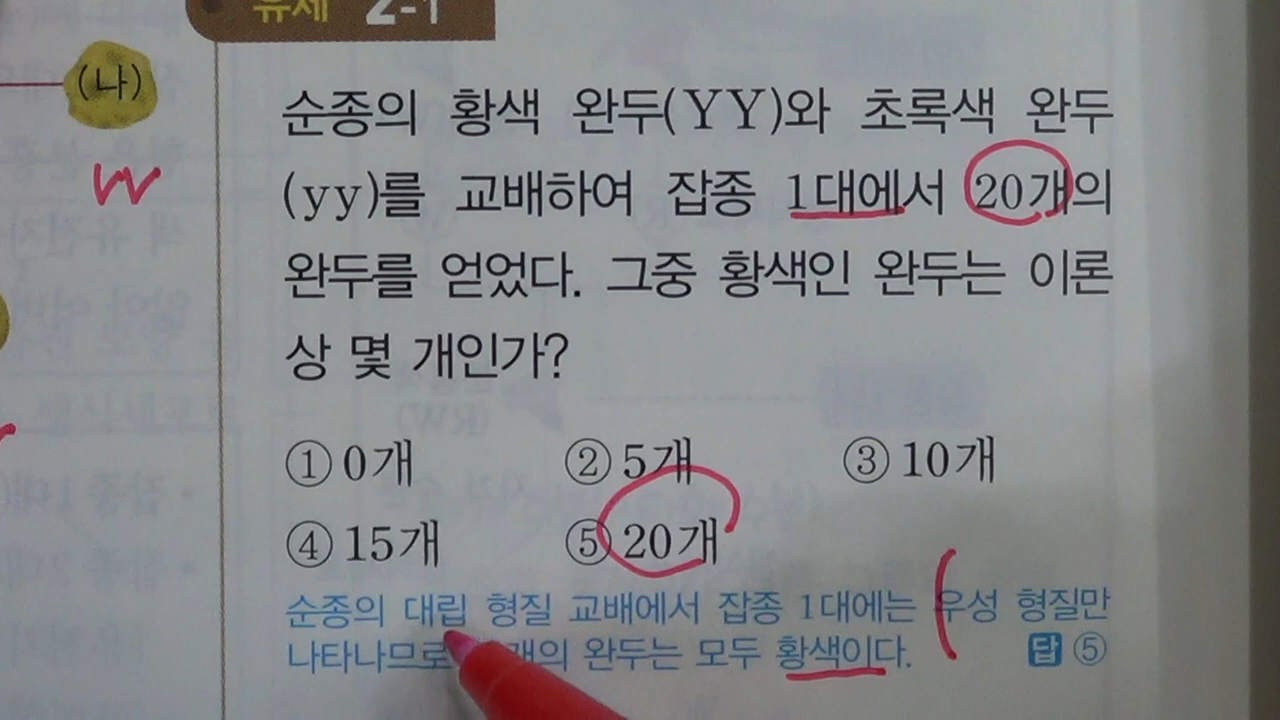 유제 2-1
(나)
순종의 황색 완두(YY)와 초록색 완두
(yy)를 교배하여 잡종 1대에서 20개의
완두를 얻었다. 그중 황색인 완두는 이론
상 몇 개인가?
① 0개 ② 5개 ③ 10개
④ 15개 ⑤ 20개
순종의 대립 형질 교배에서 잡종 1대에는 우성 형질만
나타나므로 개의 완두는 모두 황색이다. 답 ⑤